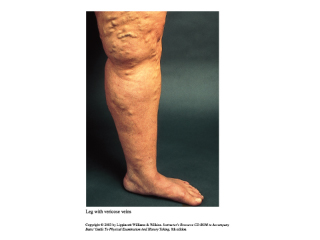 Leg with varicose veins
Copyright © 2003 by Lippincott Williams & Wilkins. Instructor's Resource CD-ROM to Accompany
Bates' Guide To Physical Examination and History Taking, 8th edition.